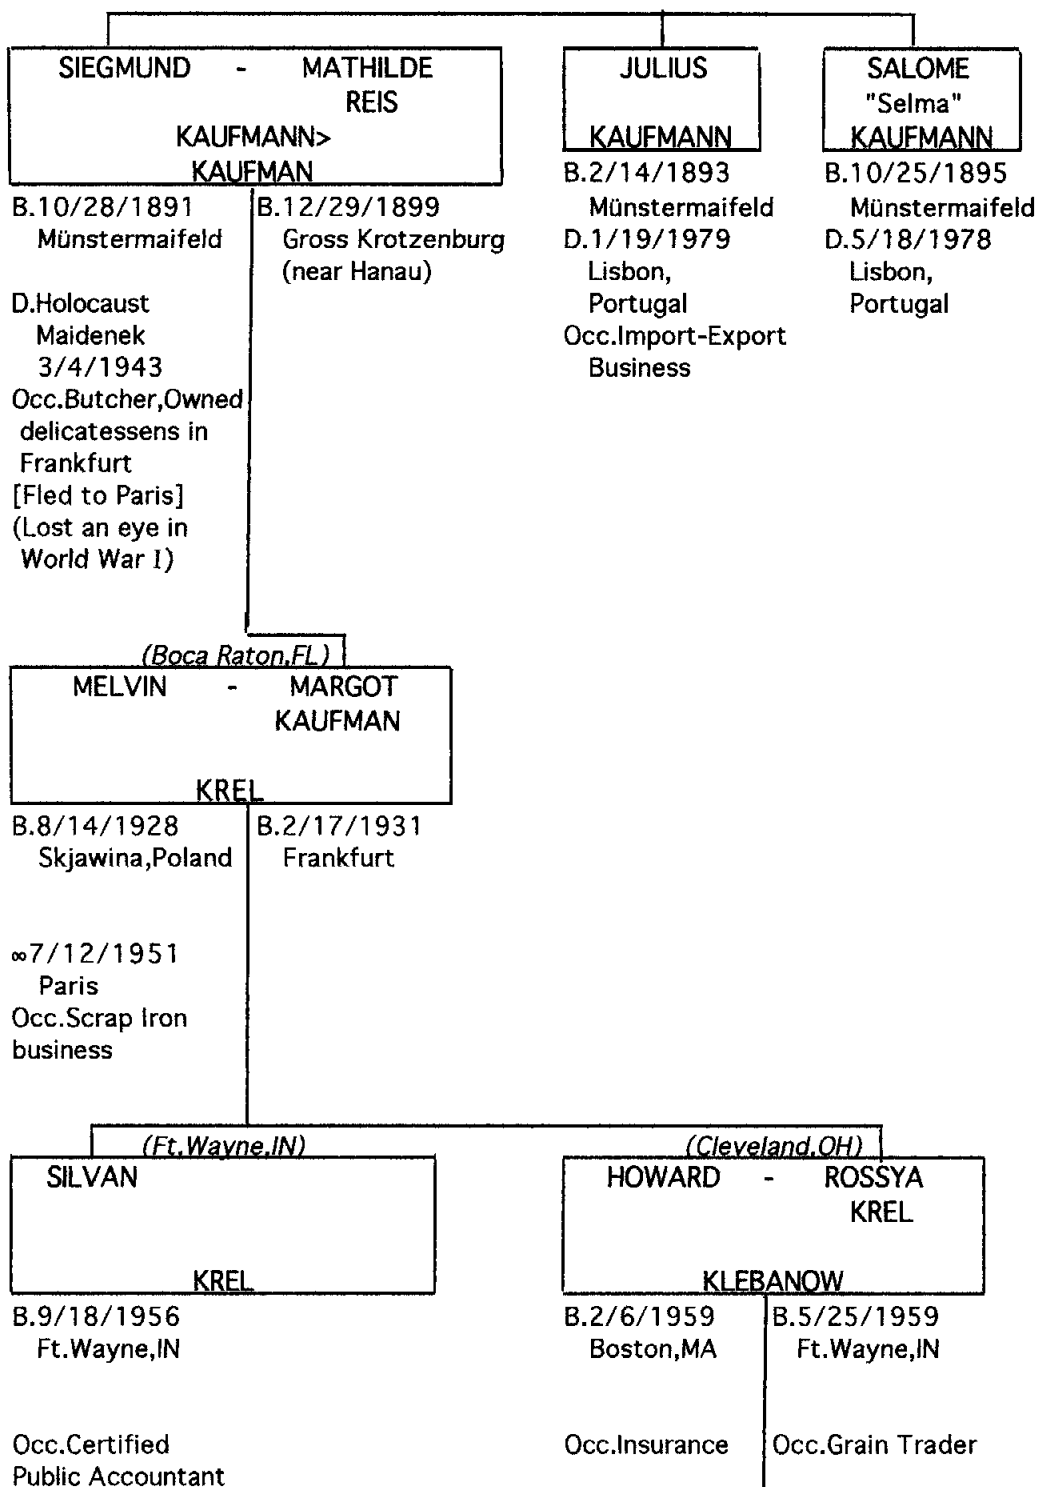 SIEGMUND - MATHILDE
REIS
KAUFMANN>
KAUFMAN
B.10/28/1891
Münstermaifeld
D.Holocaust
Maidenek
3/4/1943
Occ.Butcher,Owned
delicatessens in
Frankfurt
[Fled to Paris]
(Lost an eye in
World War I)
B.12/29/1899
Gross Krotzenburg
(near Hanau)
JULIUS
KAUFMANN
B.2/14/1893
Münstermaifeld
D.1/19/1979
Lisbon,
Portugal
Occ.Import-Export
Business
SALOME
"Selma"
KAUFMANN
B.10/25/1895
Münstermaifeld
D.5/18/1978
Lisbon,
Portugal
(Boca Raton,FL)
MELVIN - MARGOT
KAUFMAN
KREL
B.8/14/1928
Skjawina,Poland
∞7/12/1951
Paris
Occ.Scrap Iron
business
B.2/17/1931
Frankfurt
(Ft.Wayne,IN)
SILVAN
KREL
B.9/18/1956
Ft.Wayne,IN
Occ.Certified
Public Accountant
(Cleveland,OH)
HOWARD - ROSSYA
KREL
KLEBANOW
B.2/6/1959
Boston,MA
Occ.Insurance
B.5/25/1959
Ft.Wayne,IN
Occ.Grain Trader